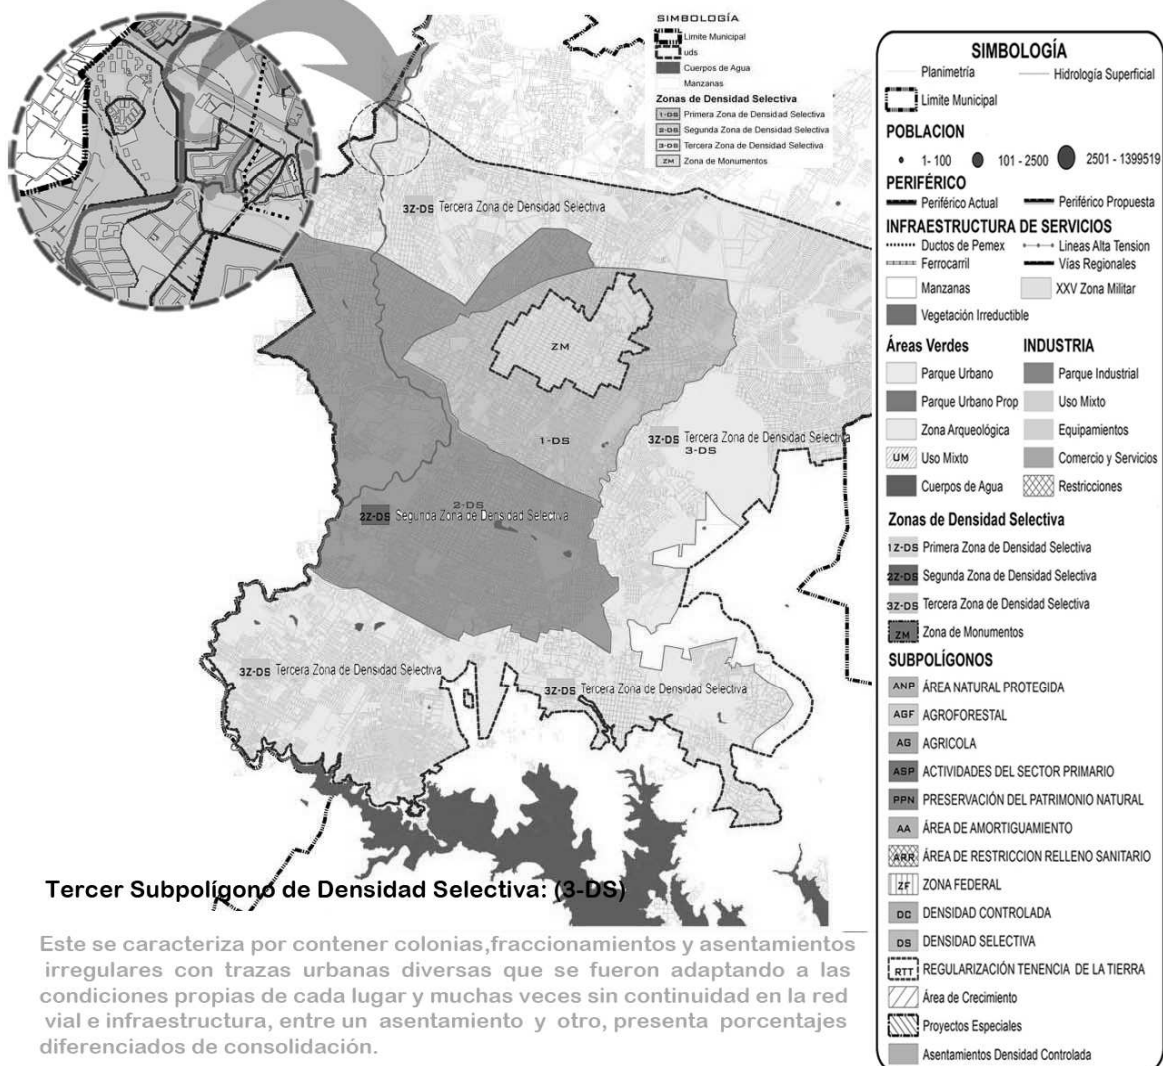 SIMBOLOGÍA
Limite Municipal
uds
Cuerpos de Agua
Manzanas
Zonas de Densidad Selectiva
1-DS Primera Zona de Densidad Selectiva
2-DS Segunda Zona de Densidad Selectiva
3-DS Tercera Zona de Densidad Selectiva
ZM Zona de Monumentos
3Z-DS Tercera Zona de Densidad Selectiva
ZM
1-DS
3Z-DS Tercera Zona de Densidad Selectiva
3-DS
2-DS
2Z-DS Segunda Zona de Densidad Selectiva
3Z-DS Tercera Zona de Densidad Selectiva
3Z-DS Tercera Zona de Densidad Selectiva
Tercer Subpolígono de Densidad Selectiva: (3-DS)
Este se caracteriza por contener colonias,fraccionamientos y asentamientos
irregulares con trazas urbanas diversas que se fueron adaptando a las
condiciones propias de cada lugar y muchas veces sin continuidad en la red
vial e infraestructura, entre un asentamiento y otro, presenta porcentajes
diferenciados de consolidación.
SIMBOLOGÍA
Planimetría Hidrología Superficial
Limite Municipal
POBLACION
1- 100 101 - 2500 2501 - 1399519
PERIFÉRICO
Periférico Actual Periférico Propuesta
INFRAESTRUCTURA DE SERVICIOS
Ductos de Pemex Lineas Alta Tension
Ferrocarril Vías Regionales
Manzanas XXV Zona Militar
Vegetación Irreductible
Áreas Verdes INDUSTRIA
Parque Urbano Parque Industrial
Parque Urbano Prop Uso Mixto
Zona Arqueológica Equipamientos
UM Uso Mixto Comercio y Servicios
Cuerpos de Agua Restricciones
Zonas de Densidad Selectiva
1Z-DS Primera Zona de Densidad Selectiva
2Z-DS Segunda Zona de Densidad Selectiva
3Z-DS Tercera Zona de Densidad Selectiva
ZM Zona de Monumentos
SUBPOLÍGONOS
ANP ÁREA NATURAL PROTEGIDA
AGF AGROFORESTAL
AG AGRICOLA
ASP ACTIVIDADES DEL SECTOR PRIMARIO
PPN PRESERVACIÓN DEL PATRIMONIO NATURAL
AA ÁREA DE AMORTIGUAMIENTO
ARR ÁREA DE RESTRICCION RELLENO SANITARIO
ZF ZONA FEDERAL
DC DENSIDAD CONTROLADA
DS DENSIDAD SELECTIVA
RTT REGULARIZACIÓN TENENCIA DE LA TIERRA
Área de Crecimiento
Proyectos Especiales
Asentamientos Densidad Controlada